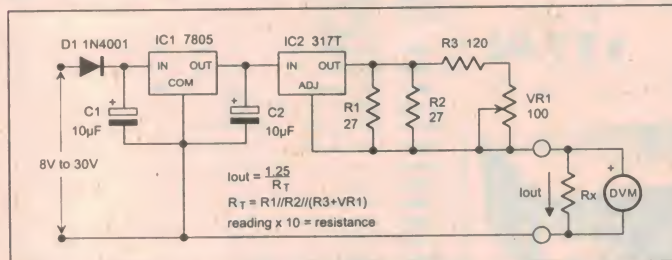 D1 1N4001
IC1 7805
IN OUT
COM
IC2 317T
IN OUT
ADJ
R3 120
+
C1
10µF
+
C2
10µF
R1
27
R2
27
VR1
100
8V to 30V
Iout = 1.25
RT
RT = R1//R2//(R3+VR1)
reading x 10 = resistance
Iout
Rx
+
DVM